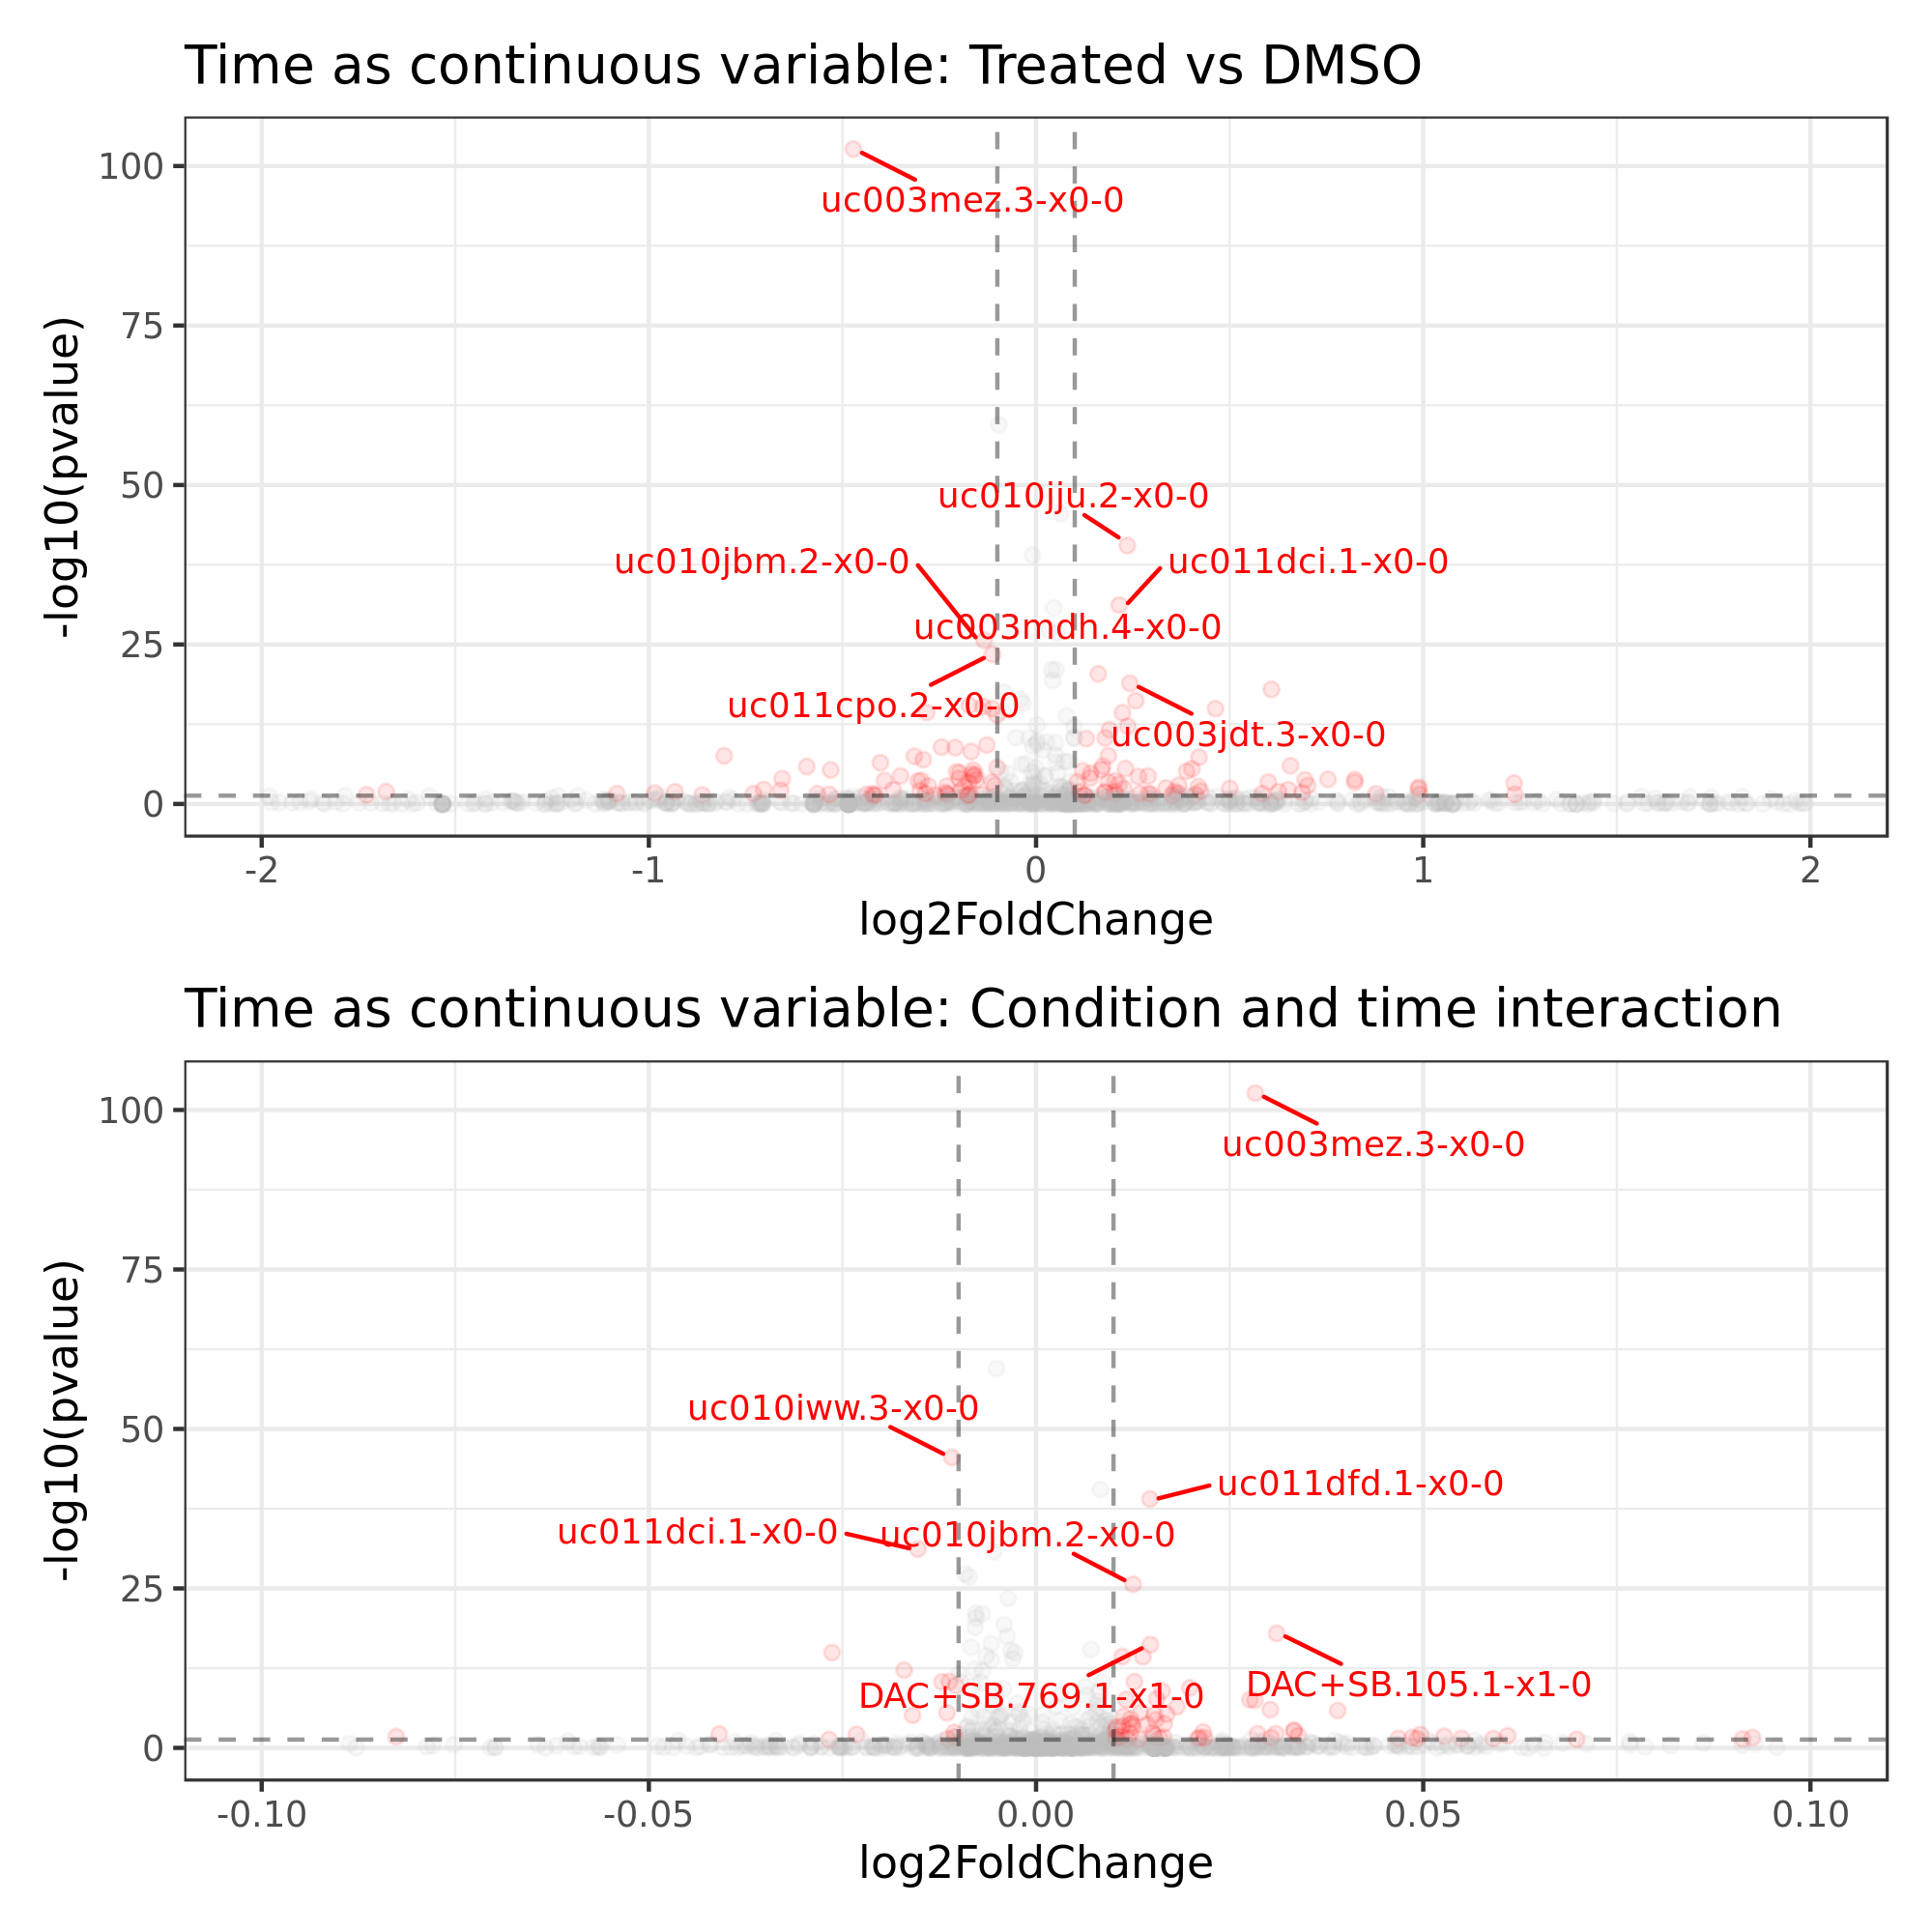 Time as continuous variable: Treated vs DMSO
-log10(pvalue)
100
75
50
25
0
uc003mez.3-x0-0
uc010jju.2-x0-0
uc010jbm.2-x0-0
uc011dci.1-x0-0
uc003mdh.4-x0-0
uc011cpo.2-x0-0
uc003jdt.3-x0-0
-2 -1 0 1 2
log2FoldChange
Time as continuous variable: Condition and time interaction
-log10(pvalue)
100
75
50
25
0
uc003mez.3-x0-0
uc010iww.3-x0-0
uc011dfd.1-x0-0
uc011dci.1-x0-0
uc010jbm.2-x0-0
DAC+SB.105.1-x1-0
DAC+SB.769.1-x1-0
-0.10 -0.05 0.00 0.05 0.10
log2FoldChange